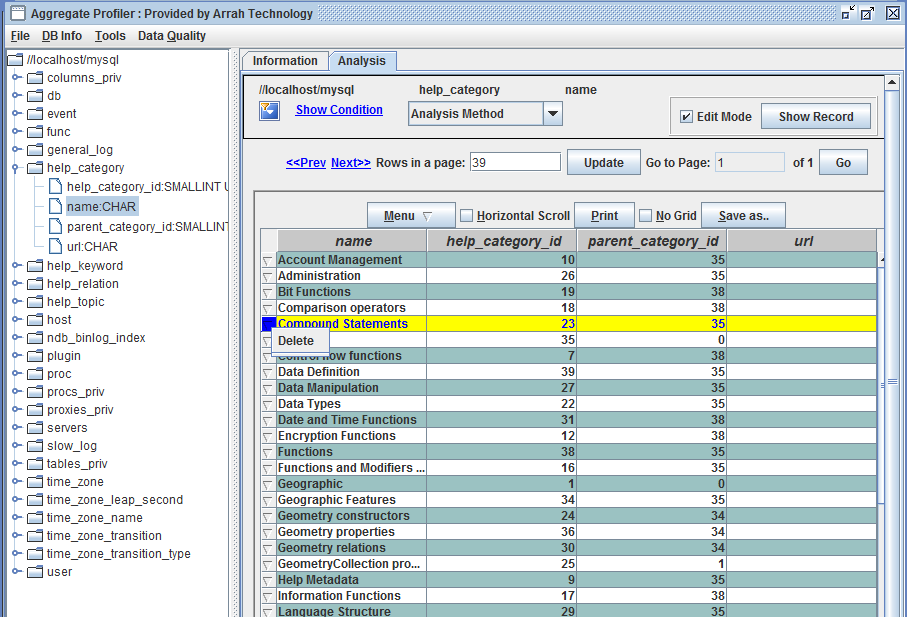 Aggregate Profiler : Provided by Arrah Technology
File DB Info Tools Data Quality
//localhost/mysql
columns_priv
db
event
func
general_log
help_category
help_category_id:SMALLINT
name:CHAR
parent_category_id:SMALLINT
url:CHAR
help_keyword
help_relation
help_topic
host
ndb_binlog_index
plugin
proc
procs_priv
proxies_priv
servers
slow_log
tables_priv
time_zone
time_zone_leap_second
time_zone_name
time_zone_transition
time_zone_transition_type
user
Information Analysis
//localhost/mysql help_category name
Show Condition Analysis Method Edit Mode Show Record
<<Prev Next>> Rows in a page: 39 Update Go to Page: 1 of 1 Go
Menu Horizontal Scroll Print No Grid Save as..
name help_category_id parent_category_id url
Account Management 10 35
Administration 26 35
Bit Functions 19 38
Comparison operators 18 38
Compound Statements 23 35
Delete 35 0
flow functions 7 38
Data Definition 39 35
Data Manipulation 27 35
Data Types 22 35
Date and Time Functions 31 38
Encryption Functions 12 38
Functions 38 35
Functions and Modifiers ... 16 35
Geographic 1 0
Geographic Features 34 35
Geometry constructors 24 34
Geometry properties 36 34
Geometry relations 30 34
GeometryCollection pro... 25 1
Help Metadata 9 35
Information Functions 17 38
Language Structure 29 35